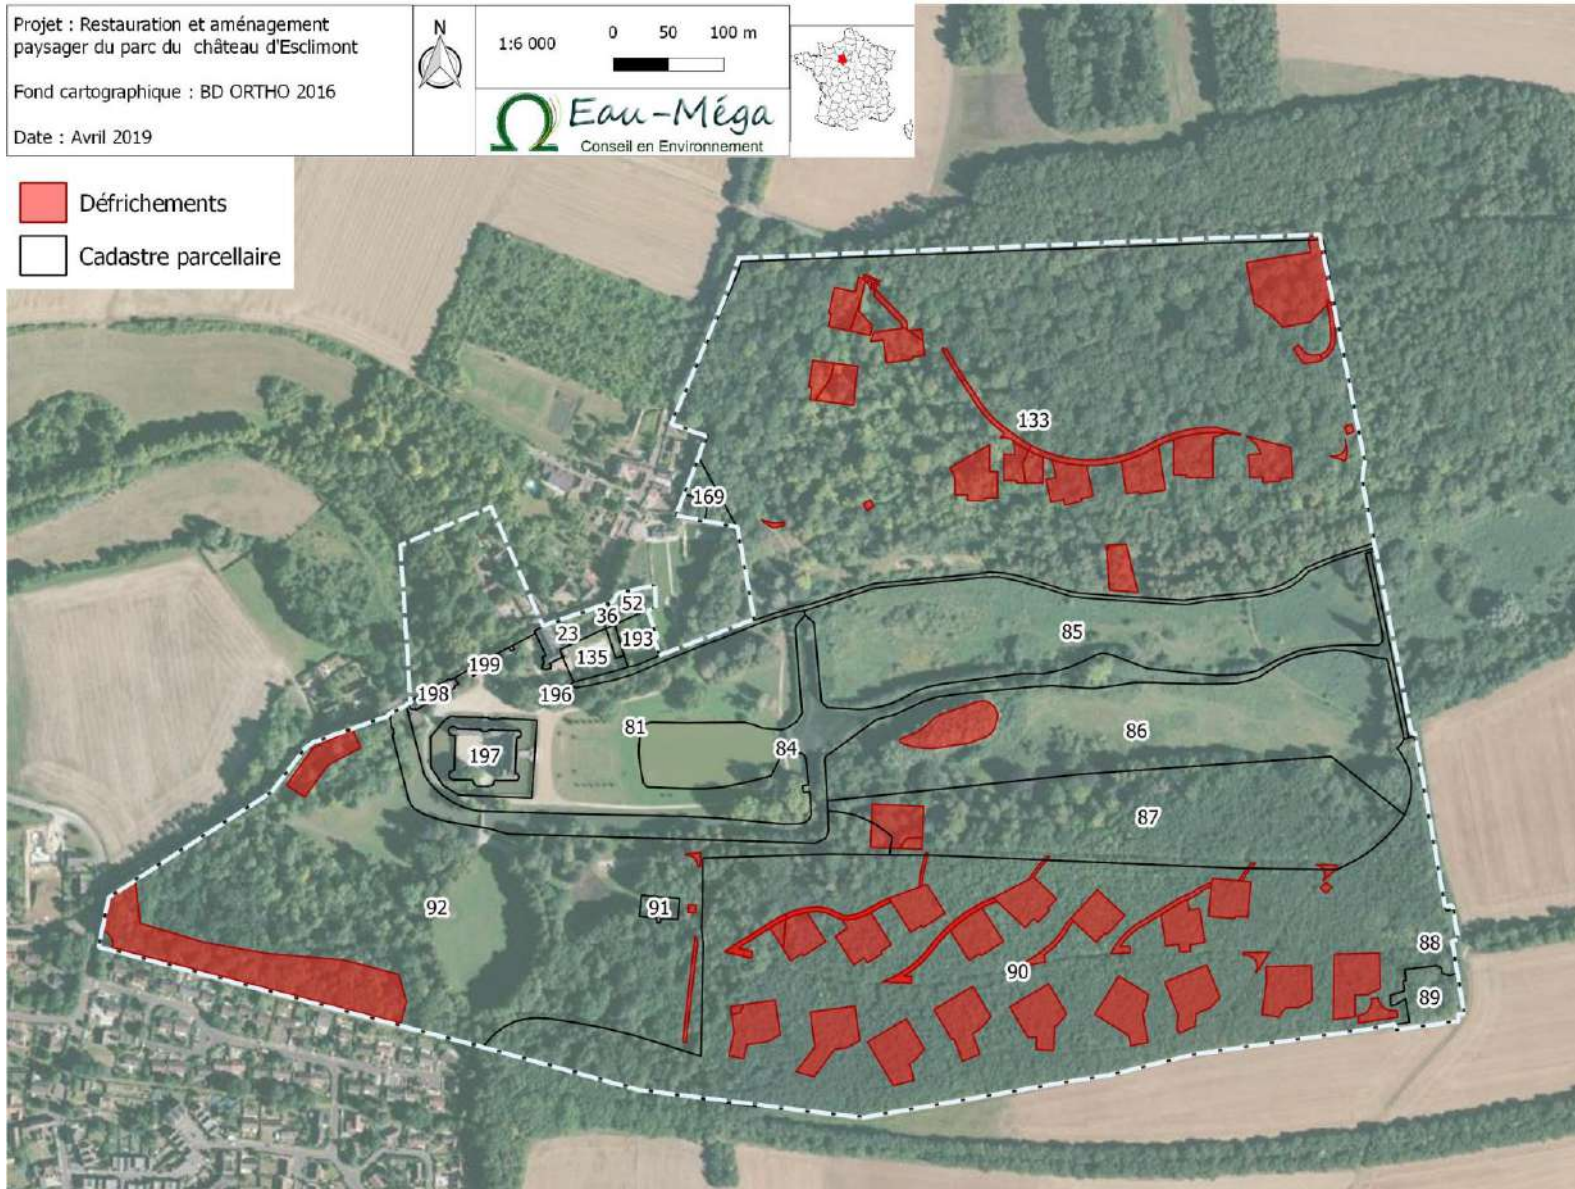 Projet : Restauration et aménagement
paysager du parc du château d'Esclimont
Fond cartographique : BD ORTHO 2016
Date : Avril 2019
N
1:6 000
0 50 100 m
Eau-Méga
Conseil en Environnement
Défrichements
Cadastre parcellaire
133
169
52
36
23
193
135
199
198
196
197
81
84
85
86
87
92
91
90
88
89